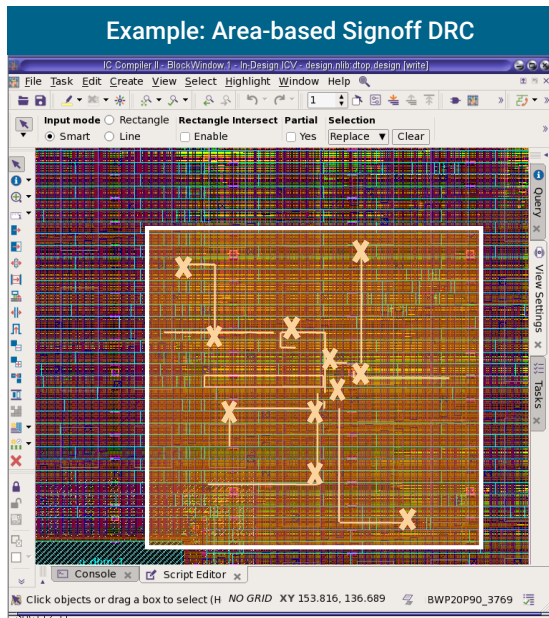 Example: Area-based Signoff DRC
IC Compiler II - BlockWindow.1 - In-Design ICV - design.nlib:dtop.design [write]
File Task Edit Create View Select Highlight Window Help
1
Input mode Rectangle Rectangle Intersect Partial Selection
Smart Line Enable Yes Replace Clear
Query
View Settings
Tasks
Console Script Editor
Click objects or drag a box to select (H NO GRID XY 153.816, 136.689 BWP20P90_3769